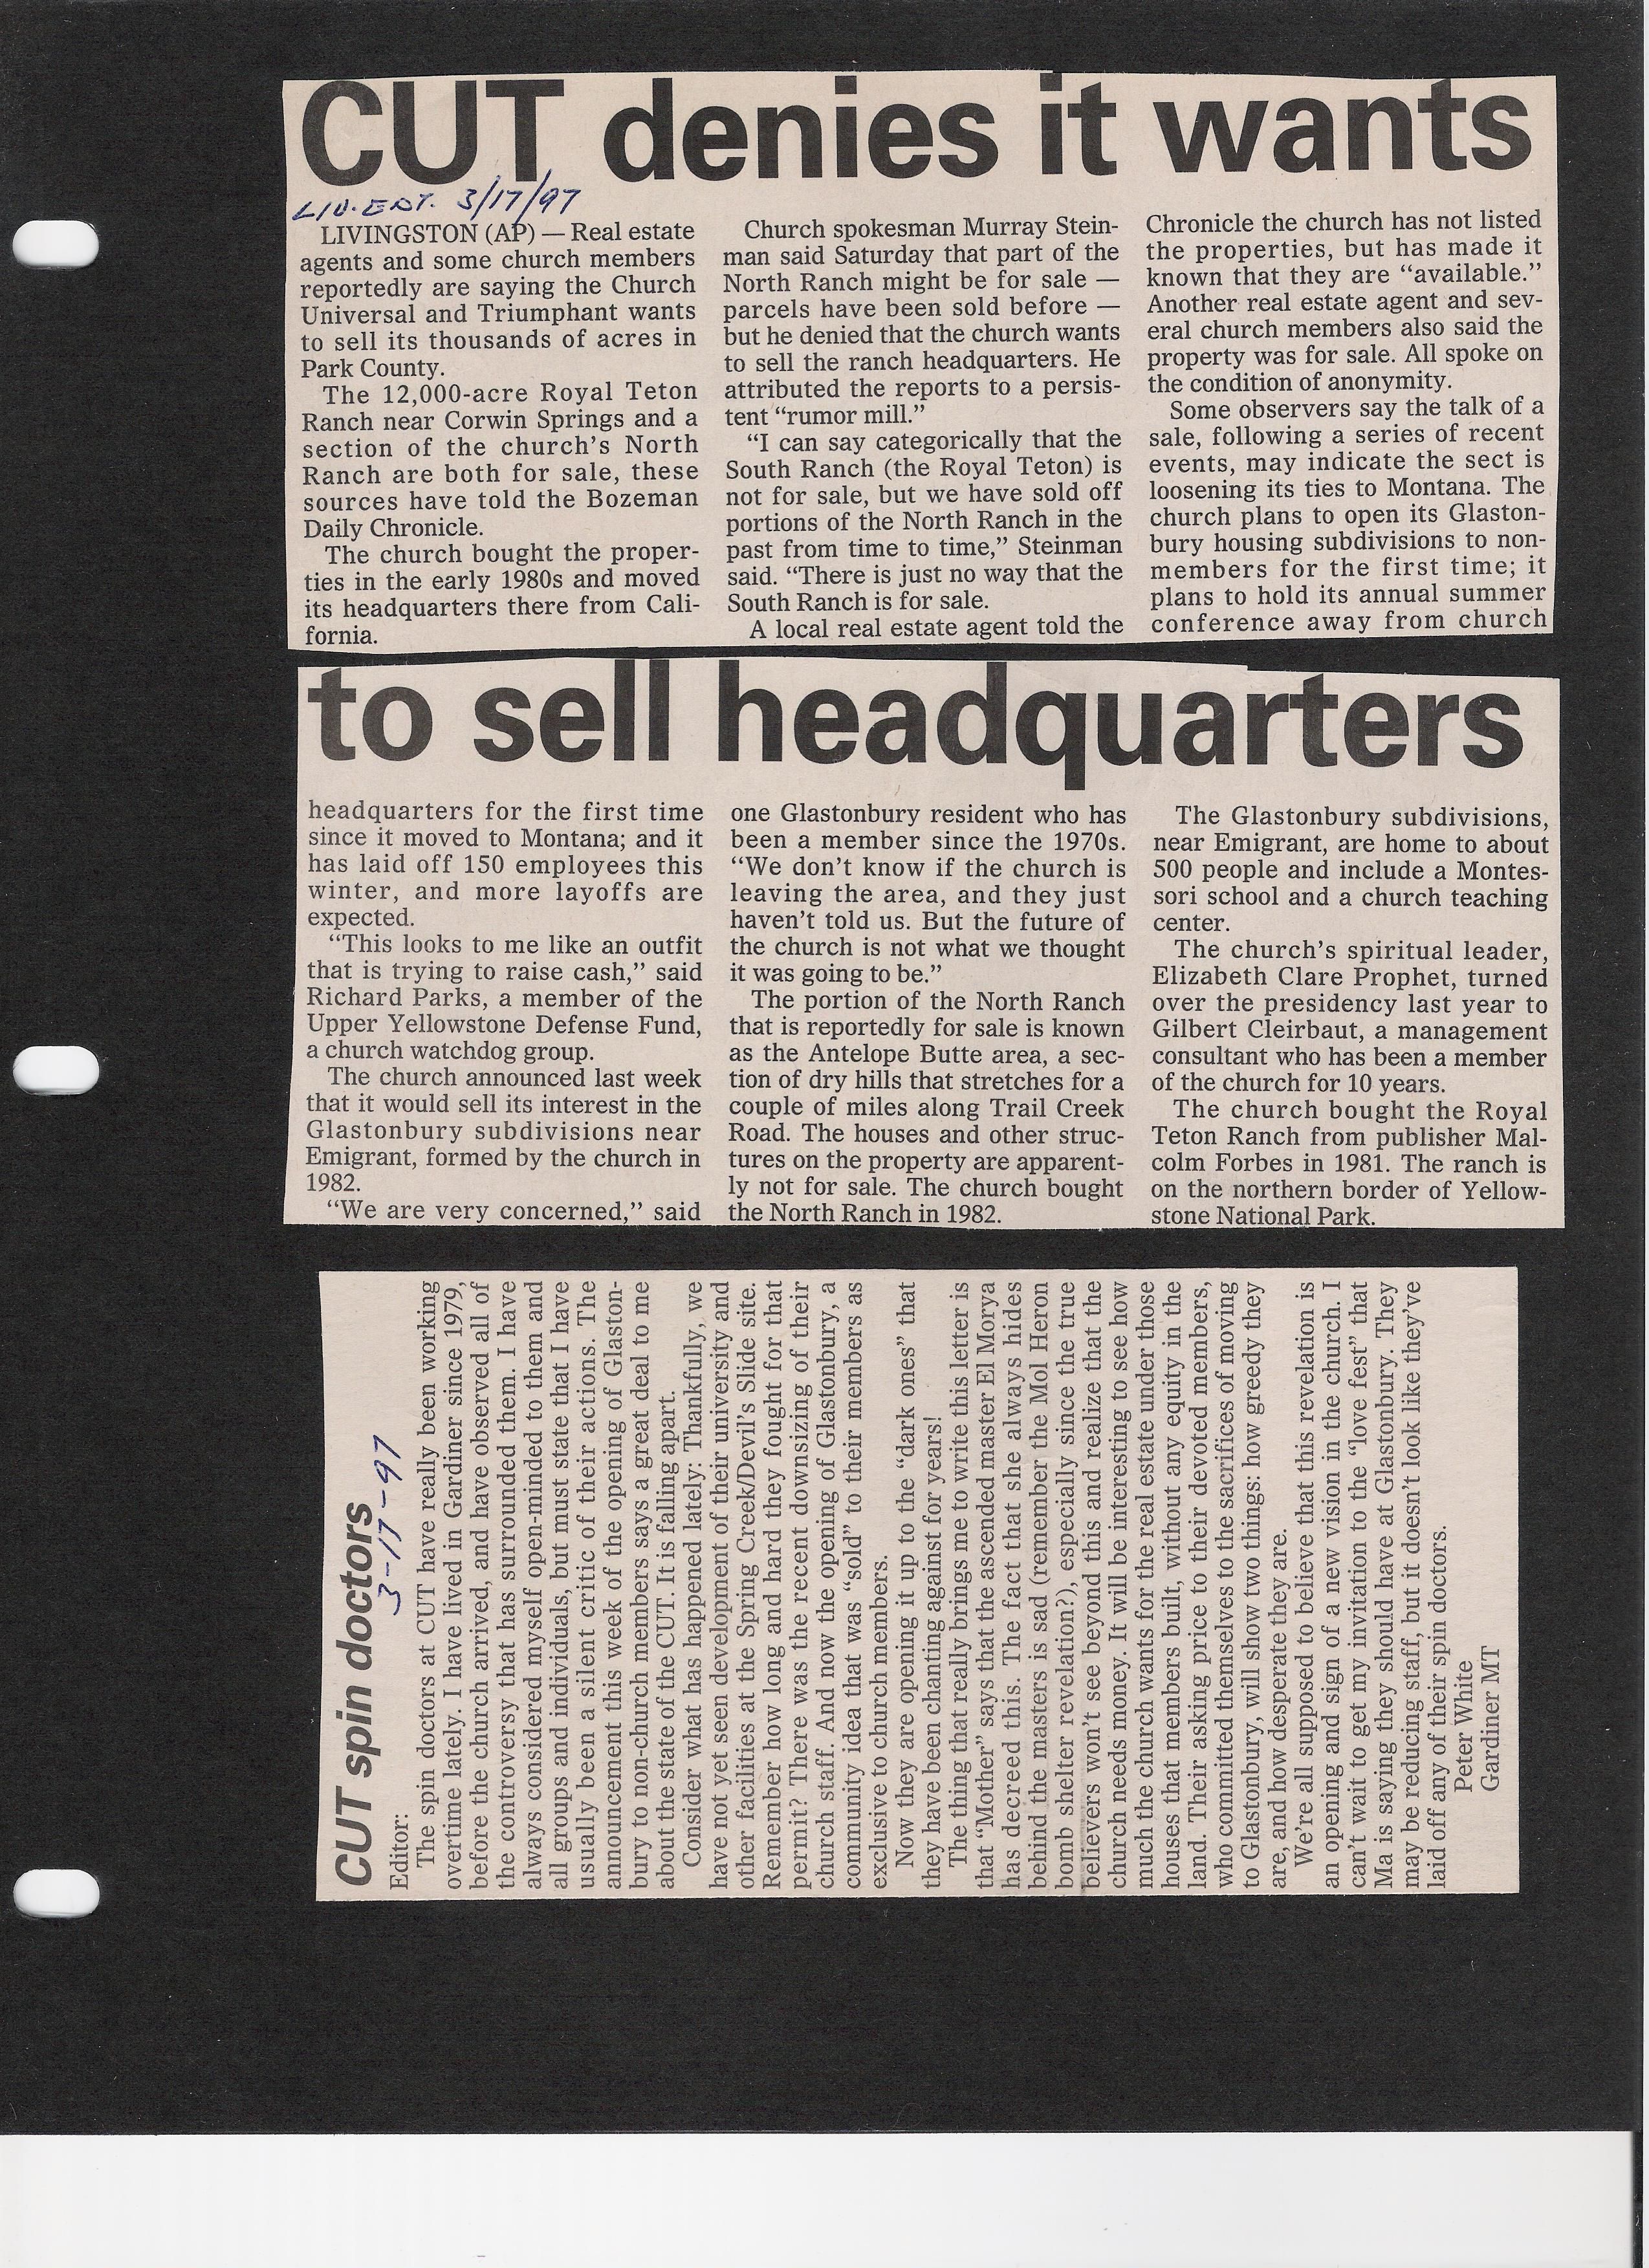 CUT denies it wants
LIV. ENT. 3/17/97
LIVINGSTON (AP) — Real estate
agents and some church members
reportedly are saying the Church
Universal and Triumphant wants
to sell its thousands of acres in
Park County.
The 12,000-acre Royal Teton
Ranch near Corwin Springs and a
section of the church's North
Ranch are both for sale, these
sources have told the Bozeman
Daily Chronicle.
The church bought the proper-
ties in the early 1980s and moved
its headquarters there from Cali-
fornia.
Church spokesman Murray Stein-
man said Saturday that part of the
North Ranch might be for sale —
parcels have been sold before —
but he denied that the church wants
to sell the ranch headquarters. He
attributed the reports to a persis-
tent “rumor mill.”
“I can say categorically that the
South Ranch (the Royal Teton) is
not for sale, but we have sold off
portions of the North Ranch in the
past from time to time,” Steinman
said. “There is just no way that the
South Ranch is for sale.
A local real estate agent told the
Chronicle the church has not listed
the properties, but has made it
known that they are “available.”
Another real estate agent and sev-
eral church members also said the
property was for sale. All spoke on
the condition of anonymity.
Some observers say the talk of a
sale, following a series of recent
events, may indicate the sect is
loosening its ties to Montana. The
church plans to open its Glaston-
bury housing subdivisions to non-
members for the first time; it
plans to hold its annual summer
conference away from church
to sell headquarters
headquarters for the first time
since it moved to Montana; and it
has laid off 150 employees this
winter, and more layoffs are
expected.
“This looks to me like an outfit
that is trying to raise cash,” said
Richard Parks, a member of the
Upper Yellowstone Defense Fund,
a church watchdog group.
The church announced last week
that it would sell its interest in the
Glastonbury subdivisions near
Emigrant, formed by the church in
1982.
“We are very concerned,” said
one Glastonbury resident who has
been a member since the 1970s.
“We don't know if the church is
leaving the area, and they just
haven't told us. But the future of
the church is not what we thought
it was going to be.”
The portion of the North Ranch
that is reportedly for sale is known
as the Antelope Butte area, a sec-
tion of dry hills that stretches for a
couple of miles along Trail Creek
Road. The houses and other struc-
tures on the property are apparent-
ly not for sale. The church bought
the North Ranch in 1982.
The Glastonbury subdivisions,
near Emigrant, are home to about
500 people and include a Montes-
sori school and a church teaching
center.
The church's spiritual leader,
Elizabeth Clare Prophet, turned
over the presidency last year to
Gilbert Cleirbaut, a management
consultant who has been a member
of the church for 10 years.
The church bought the Royal
Teton Ranch from publisher Mal-
colm Forbes in 1981. The ranch is
on the northern border of Yellow-
stone National Park.
CUT spin doctors
3-17-97
Editor:
The spin doctors at CUT have really been working
overtime lately. I have lived in Gardiner since 1979,
before the church arrived, and have observed all of
the controversy that has surrounded them. I have
always considered myself open-minded to them and
all groups and individuals, but must state that I have
usually been a silent critic of their actions. The
announcement this week of the opening of Glaston-
bury to non-church members says a great deal to me
about the state of the CUT. It is falling apart.
Consider what has happened lately: Thankfully, we
have not yet seen development of their university and
other facilities at the Spring Creek/Devil's Slide site.
Remember how long and hard they fought for that
permit? There was the recent downsizing of their
church staff. And now the opening of Glastonbury, a
community idea that was “sold” to their members as
exclusive to church members.
Now they are opening it up to the “dark ones” that
they have been chanting against for years!
The thing that really brings me to write this letter is
that “Mother” says that the ascended master El Morya
has decreed this. The fact that she always hides
behind the masters is sad (remember the Mol Heron
bomb shelter revelation?), especially since the true
believers won't see beyond this and realize that the
church needs money. It will be interesting to see how
much the church wants for the real estate under those
houses that members built, without any equity in the
land. Their asking price to their devoted members,
who committed themselves to the sacrifices of moving
to Glastonbury, will show two things: how greedy they
are, and how desperate they are.
We're all supposed to believe that this revelation is
an opening and sign of a new vision in the church. I
can't wait to get my invitation to the “love fest” that
Ma is saying they should have at Glastonbury. They
may be reducing staff, but it doesn't look like they've
laid off any of their spin doctors.
Peter White
Gardiner MT